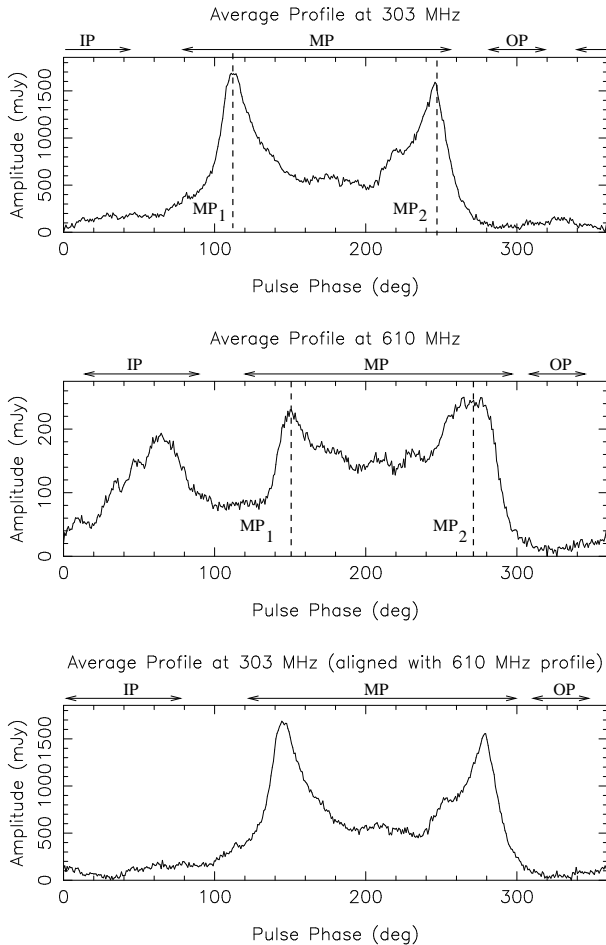 Average Profile at 303 MHz
IP MP OP
Amplitude (mJy)
0 500 1000 1500
MP1 MP2
0 100 200 300
Pulse Phase (deg)
Average Profile at 610 MHz
IP MP OP
Amplitude (mJy)
0 100 200
MP1 MP2
0 100 200 300
Pulse Phase (deg)
Average Profile at 303 MHz (aligned with 610 MHz profile)
IP MP OP
Amplitude (mJy)
0 500 1000 1500
0 100 200 300
Pulse Phase (deg)